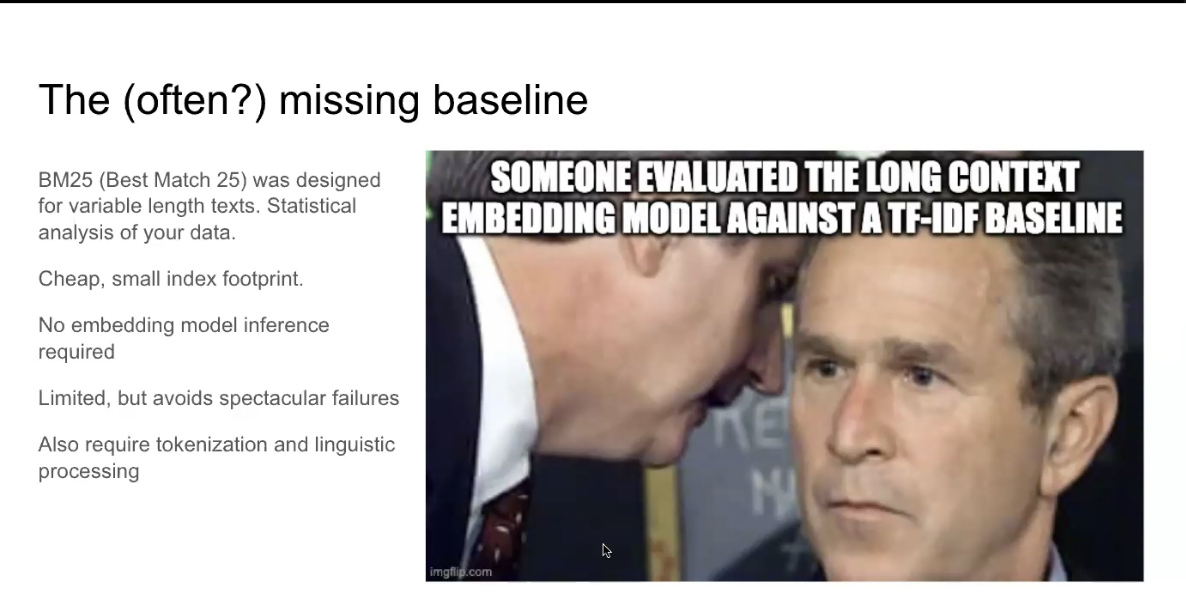 The (often?) missing baseline
BM25 (Best Match 25) was designed
for variable length texts. Statistical
analysis of your data.
Cheap, small index footprint.
No embedding model inference
required
Limited, but avoids spectacular failures
Also require tokenization and linguistic
processing
SOMEONE EVALUATED THE LONG CONTEXT
EMBEDDING MODEL AGAINST A TF-IDF BASELINE
imgflip.com